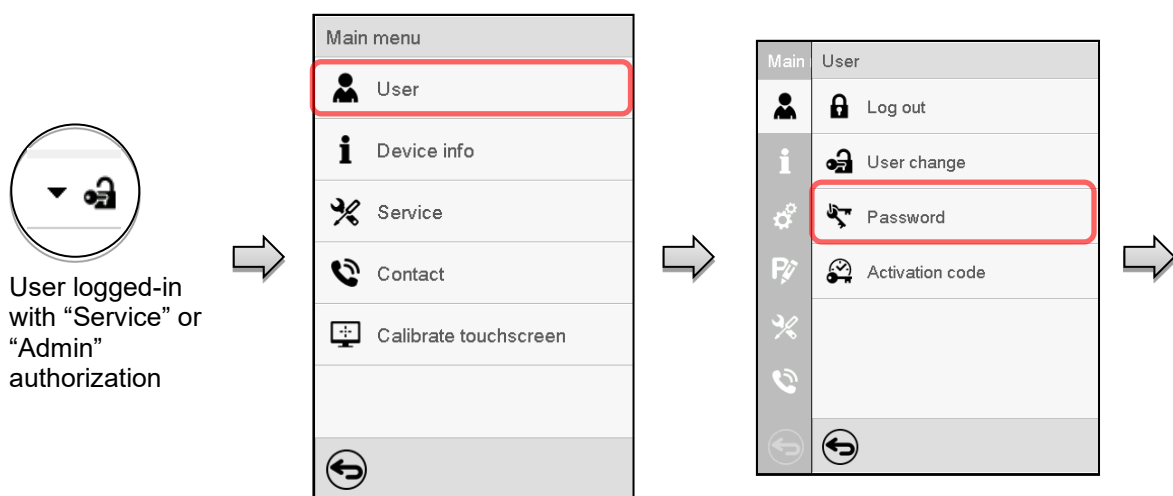 User logged-in
with “Service” or
“Admin”
authorization
Main menu
User
Device info
Service
Contact
Calibrate touchscreen
Main
User
Log out
User change
Password
Activation code